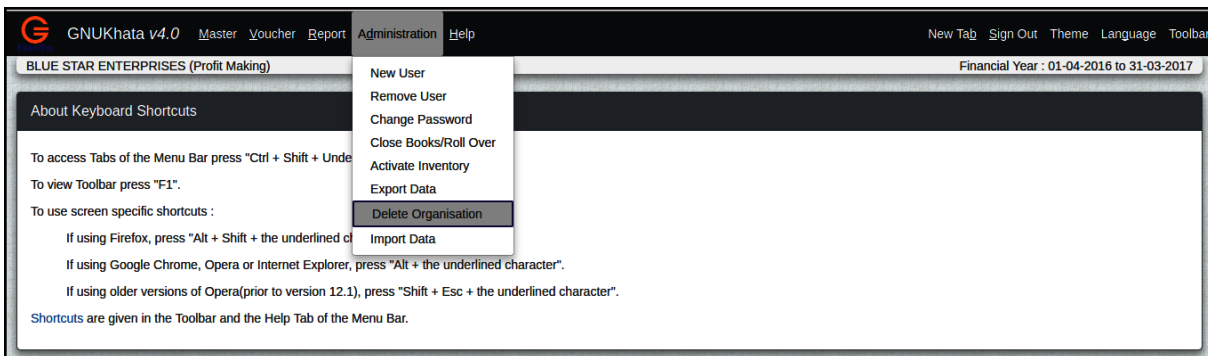 GNUKhata v4.0 Master Voucher Report Administration Help New Tab Sign Out Theme Language Toolbar
BLUE STAR ENTERPRISES (Profit Making) Financial Year : 01-04-2016 to 31-03-2017
New User
Remove User
Change Password
Close Books/Roll Over
Activate Inventory
Export Data
Delete Organisation
Import Data
About Keyboard Shortcuts
To access Tabs of the Menu Bar press "Ctrl + Shift + Unde
To view Toolbar press "F1".
To use screen specific shortcuts :
If using Firefox, press "Alt + Shift + the underlined cl
If using Google Chrome, Opera or Internet Explorer, press "Alt + the underlined character".
If using older versions of Opera(prior to version 12.1), press "Shift + Esc + the underlined character".
Shortcuts are given in the Toolbar and the Help Tab of the Menu Bar.